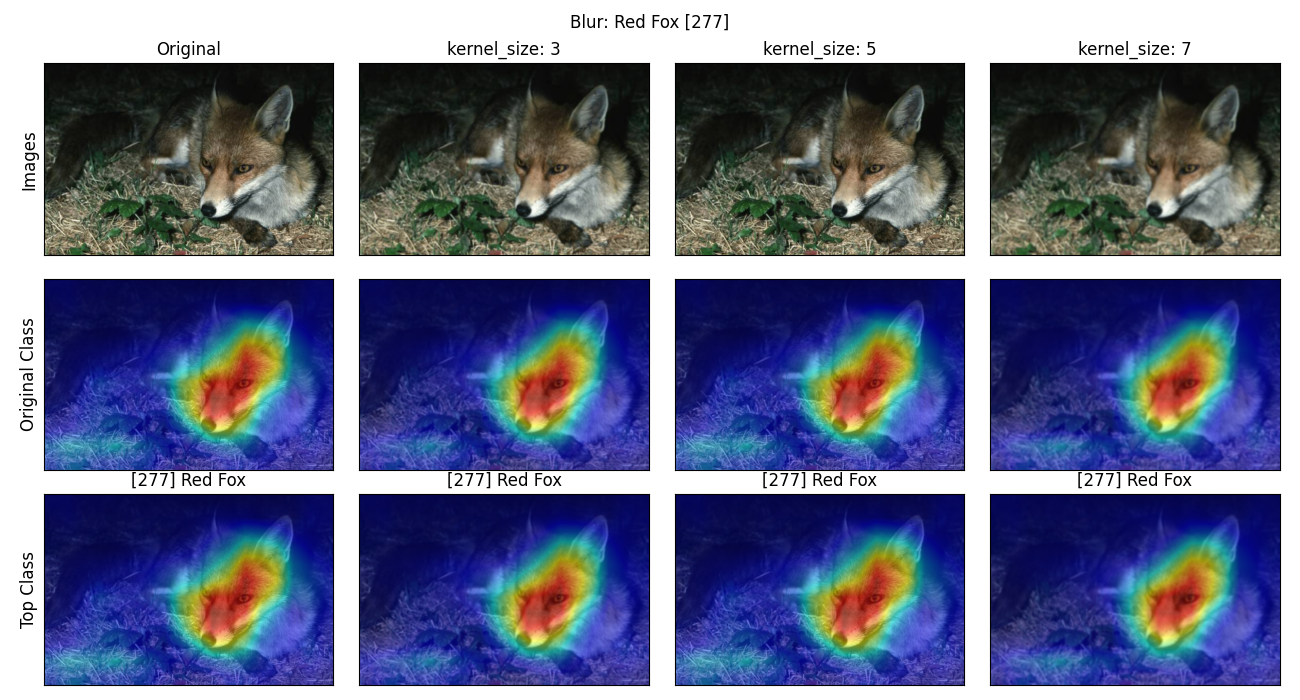 Blur: Red Fox [277]
Original
kernel_size: 3
kernel_size: 5
kernel_size: 7
Images
Original Class
[277] Red Fox
[277] Red Fox
[277] Red Fox
[277] Red Fox
Top Class